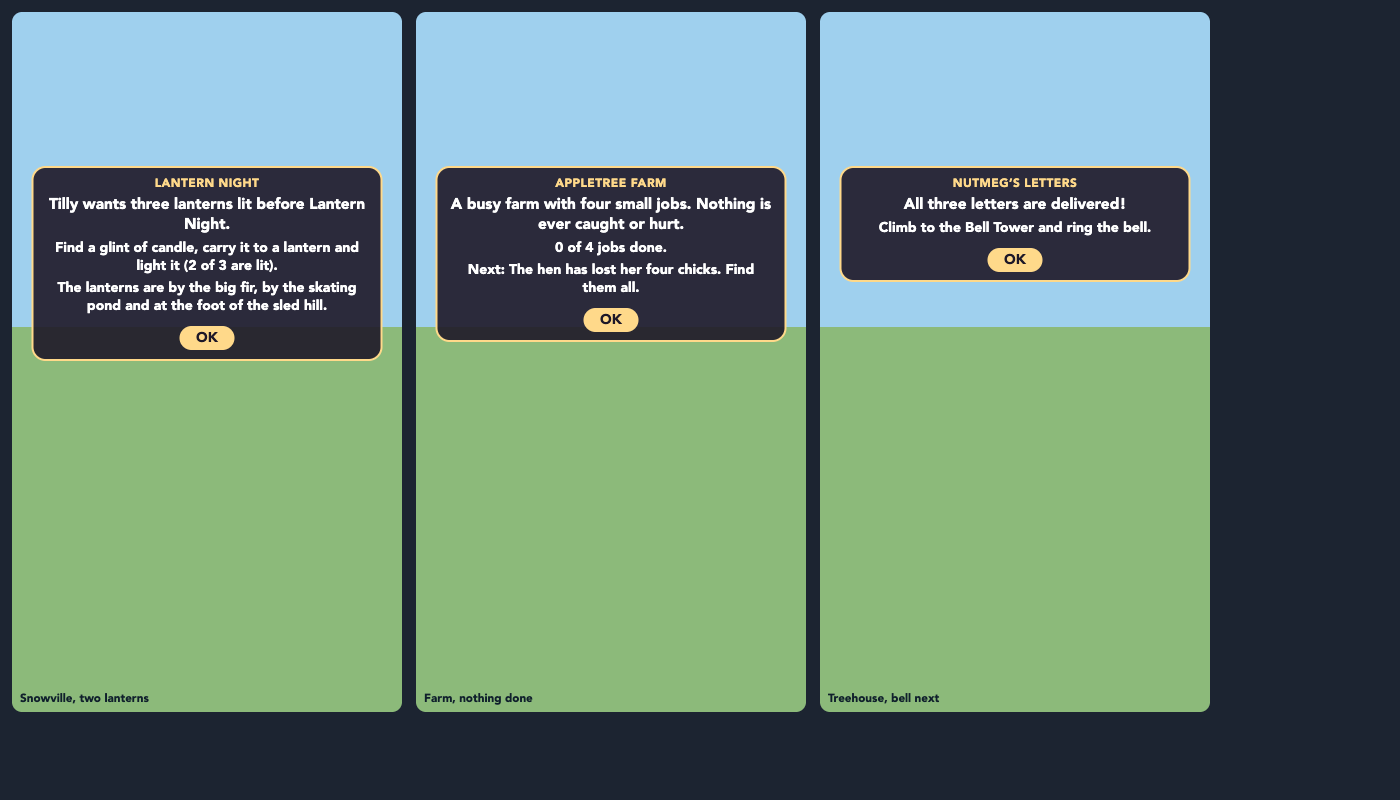 LANTERN NIGHT
Tilly wants three lanterns lit before Lantern
Night.
Find a glint of candle, carry it to a lantern and
light it (2 of 3 are lit).
The lanterns are by the big fir, by the skating
pond and at the foot of the sled hill.
OK
Snowville, two lanterns
APPLETREE FARM
A busy farm with four small jobs. Nothing is
ever caught or hurt.
0 of 4 jobs done.
Next: The hen has lost her four chicks. Find
them all.
OK
Farm, nothing done
NUTMEG'S LETTERS
All three letters are delivered!
Climb to the Bell Tower and ring the bell.
OK
Treehouse, bell next